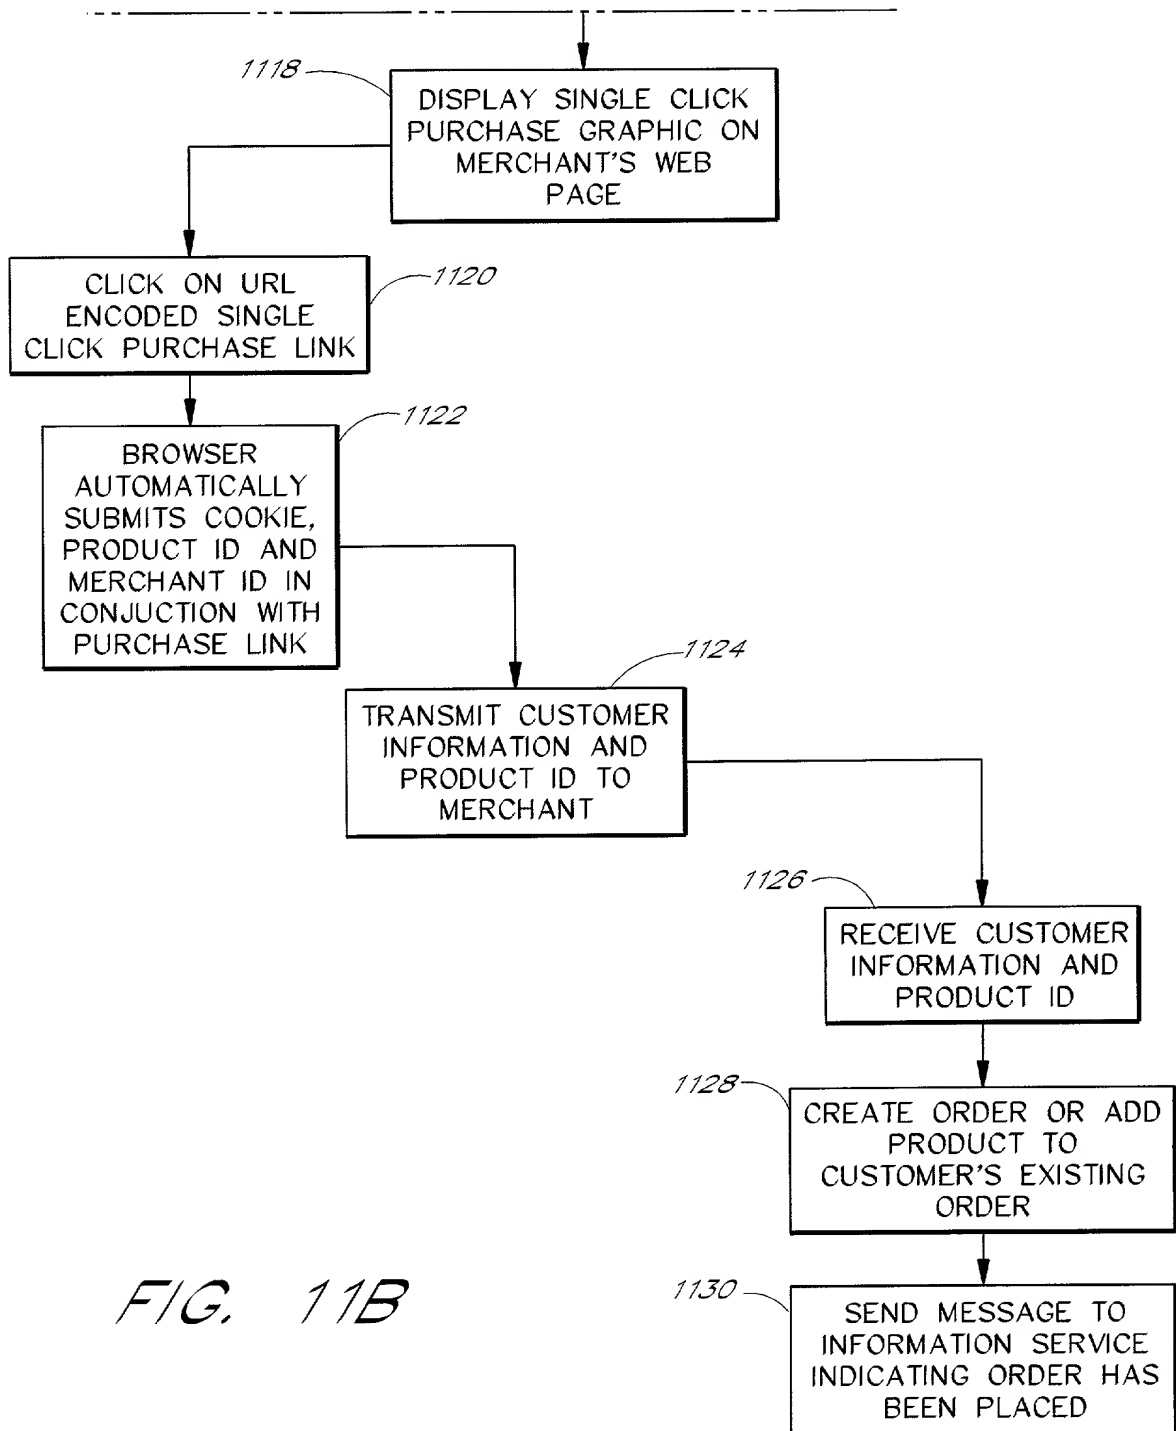 1118
DISPLAY SINGLE CLICK
PURCHASE GRAPHIC ON
MERCHANT'S WEB
PAGE
1120
CLICK ON URL
ENCODED SINGLE
CLICK PURCHASE LINK
1122
BROWSER
AUTOMATICALLY
SUBMITS COOKIE,
PRODUCT ID AND
MERCHANT ID IN
CONJUCTION WITH
PURCHASE LINK
1124
TRANSMIT CUSTOMER
INFORMATION AND
PRODUCT ID TO
MERCHANT
1126
RECEIVE CUSTOMER
INFORMATION AND
PRODUCT ID
1128
CREATE ORDER OR ADD
PRODUCT TO
CUSTOMER'S EXISTING
ORDER
1130
SEND MESSAGE TO
INFORMATION SERVICE
INDICATING ORDER HAS
BEEN PLACED
FIG. 11B